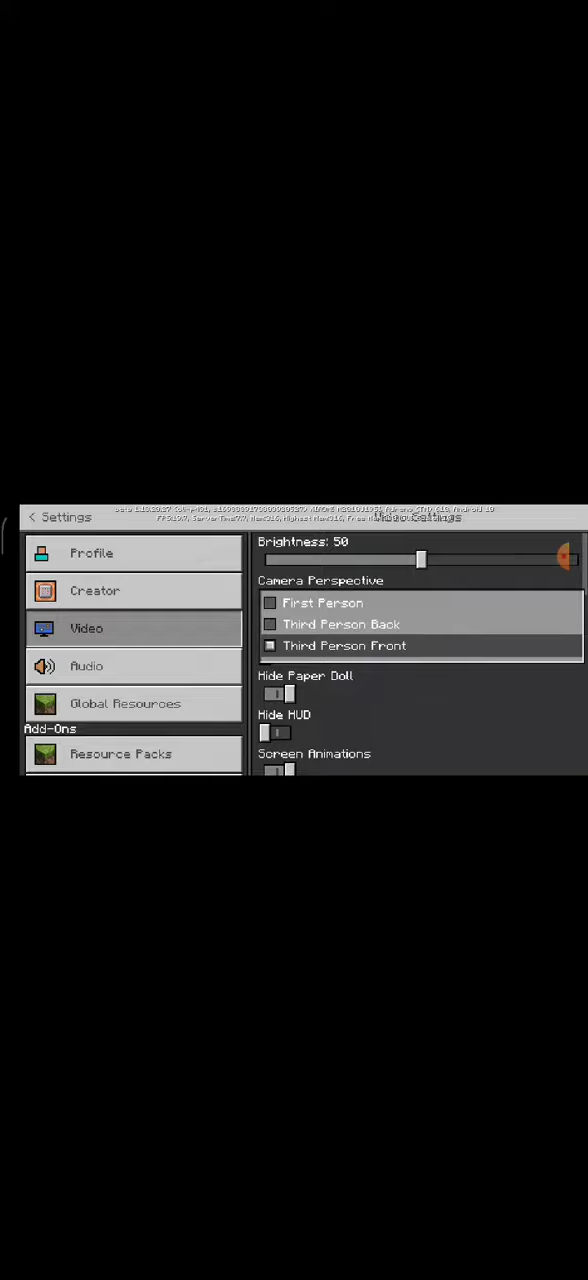 Settings
Video Settings
Profile
Creator
Video
Audio
Global Resources
Add-Ons
Resource Packs
Brightness: 50
Camera Perspective
First Person
Third Person Back
Third Person Front
Hide Paper Doll
Hide HUD
Screen Animations